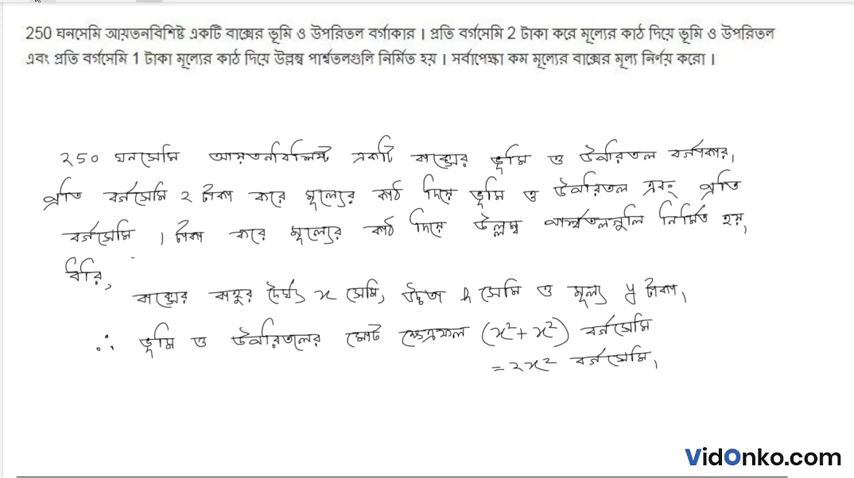 250 ঘনসেমি আয়তনবিশিষ্ট একটি বাক্সের ভূমি ও উপরিতল বর্গাকার । প্রতি বর্গসেমি 2 টাকা করে মূল্যের কাঠ দিয়ে ভূমি ও উপরিতল
এবং প্রতি বর্গসেমি 1 টাকা মূল্যের কাঠ দিয়ে উল্লম্ব পার্শ্বতলগুলি নির্মিত হয় । সর্বাপেক্ষা কম মূল্যের বাক্সের মূল্য নির্ণয় করো ।
২৫০ ঘনসেমি আয়তনবিশিষ্ট একটি বাক্সের ভূমি ও উপরিতল বর্গাকার,
প্রতি বর্গসেমি ২ টাকা করে মূল্যের কাঠ দিয়ে ভূমি ও উপরিতল এবং প্রতি
বর্গসেমি ১ টাকা করে মূল্যের কাঠ দিয়ে উল্লম্ব পার্শ্বতলগুলি নির্মিত হয়,
ধরি,
বাক্সের বাহুর দৈর্ঘ্য x সেমি, উচ্চতা h সেমি ও মূল্য y টাকা,
∴ ভূমি ও উপরিতলের মোট ক্ষেত্রফল (x²+x²) বর্গসেমি
= ২x² বর্গসেমি,
VidOnko.com